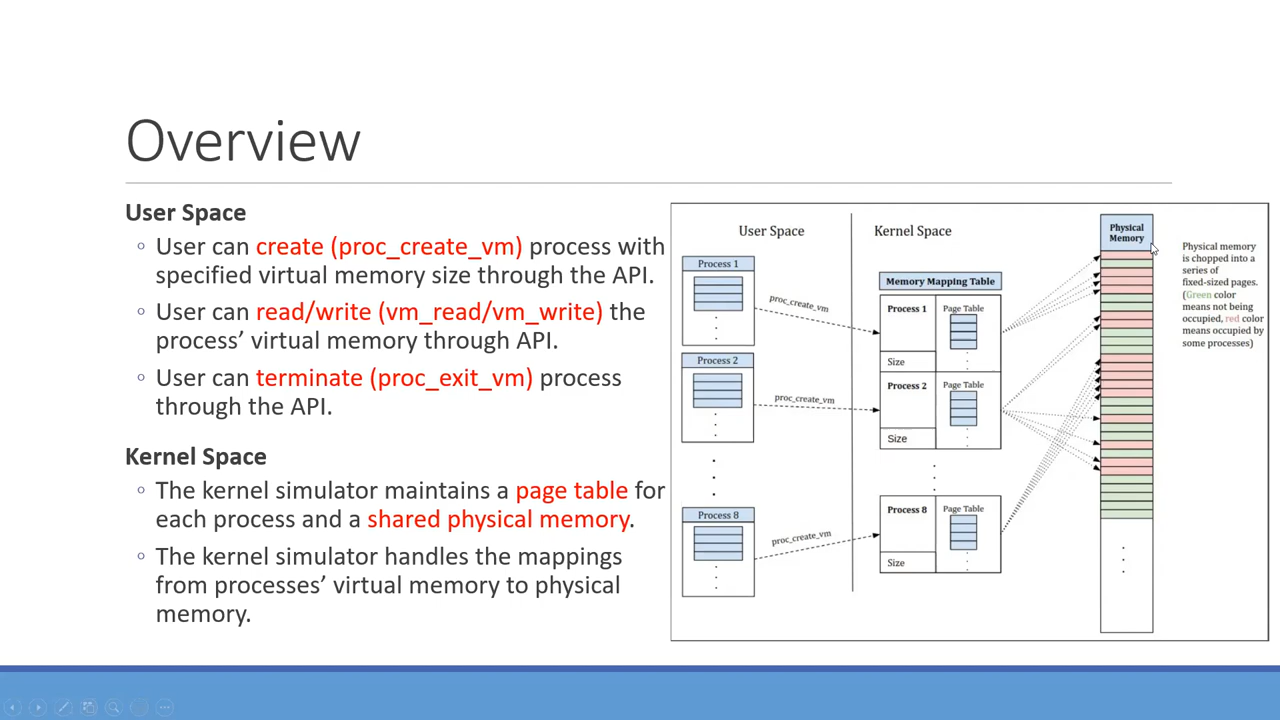 Overview
User Space
◦ User can create (proc_create_vm) process with
specified virtual memory size through the API.
◦ User can read/write (vm_read/vm_write) the
process’ virtual memory through API.
◦ User can terminate (proc_exit_vm) process
through the API.
Kernel Space
◦ The kernel simulator maintains a page table for
each process and a shared physical memory.
◦ The kernel simulator handles the mappings
from processes’ virtual memory to physical
memory.
User Space
Process 1
proc_create_vm
Process 2
proc_create_vm
Process 8
proc_create_vm
Kernel Space
Memory Mapping Table
Process 1
Page Table
Size
Process 2
Page Table
Size
Process 8
Page Table
Size
Physical
Memory
Physical memory
is chopped into a
series of
fixed-sized pages.
(Green color
means not being
occupied, red color
means occupied by
some processes)